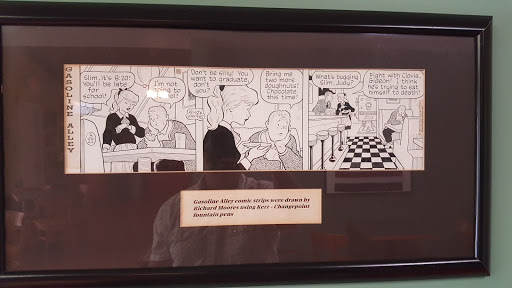 GASOLINE ALLEY
Slim, it's 8:20!
you'll be late
for
school!
I'm not
going to
school!
Don't be silly! You
want to graduate,
don't
you?
Bring me
two more
doughnuts!
Chocolate
this time!
What's bugging
Slim, Judy?
Fight with Clovia,
Gideon! I think
he's trying to eat
himself to death!
Gasoline Alley comic strips were drawn by
Richard Moores using Kerr - Changepoint
fountain pens